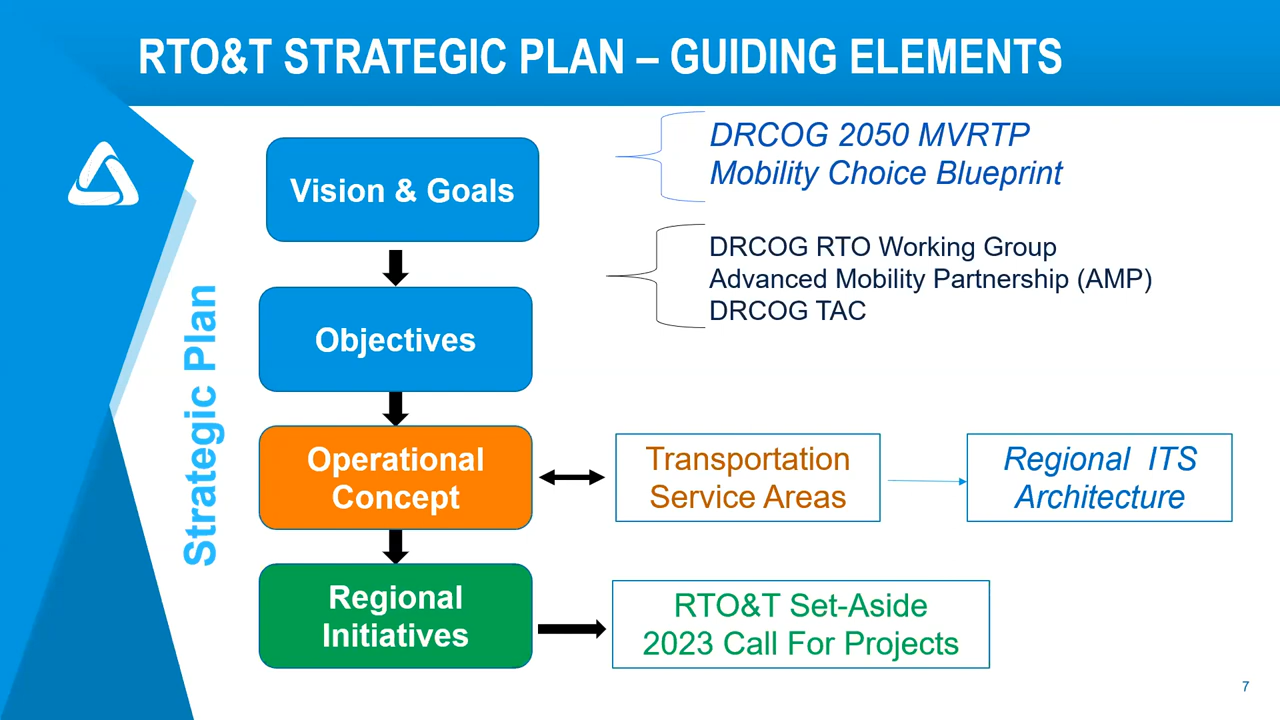 RTO&T STRATEGIC PLAN – GUIDING ELEMENTS
Strategic Plan
Vision & Goals
DRCOG 2050 MVRTP
Mobility Choice Blueprint
Objectives
DRCOG RTO Working Group
Advanced Mobility Partnership (AMP)
DRCOG TAC
Operational
Concept
Transportation
Service Areas
Regional ITS
Architecture
Regional
Initiatives
RTO&T Set-Aside
2023 Call For Projects
7